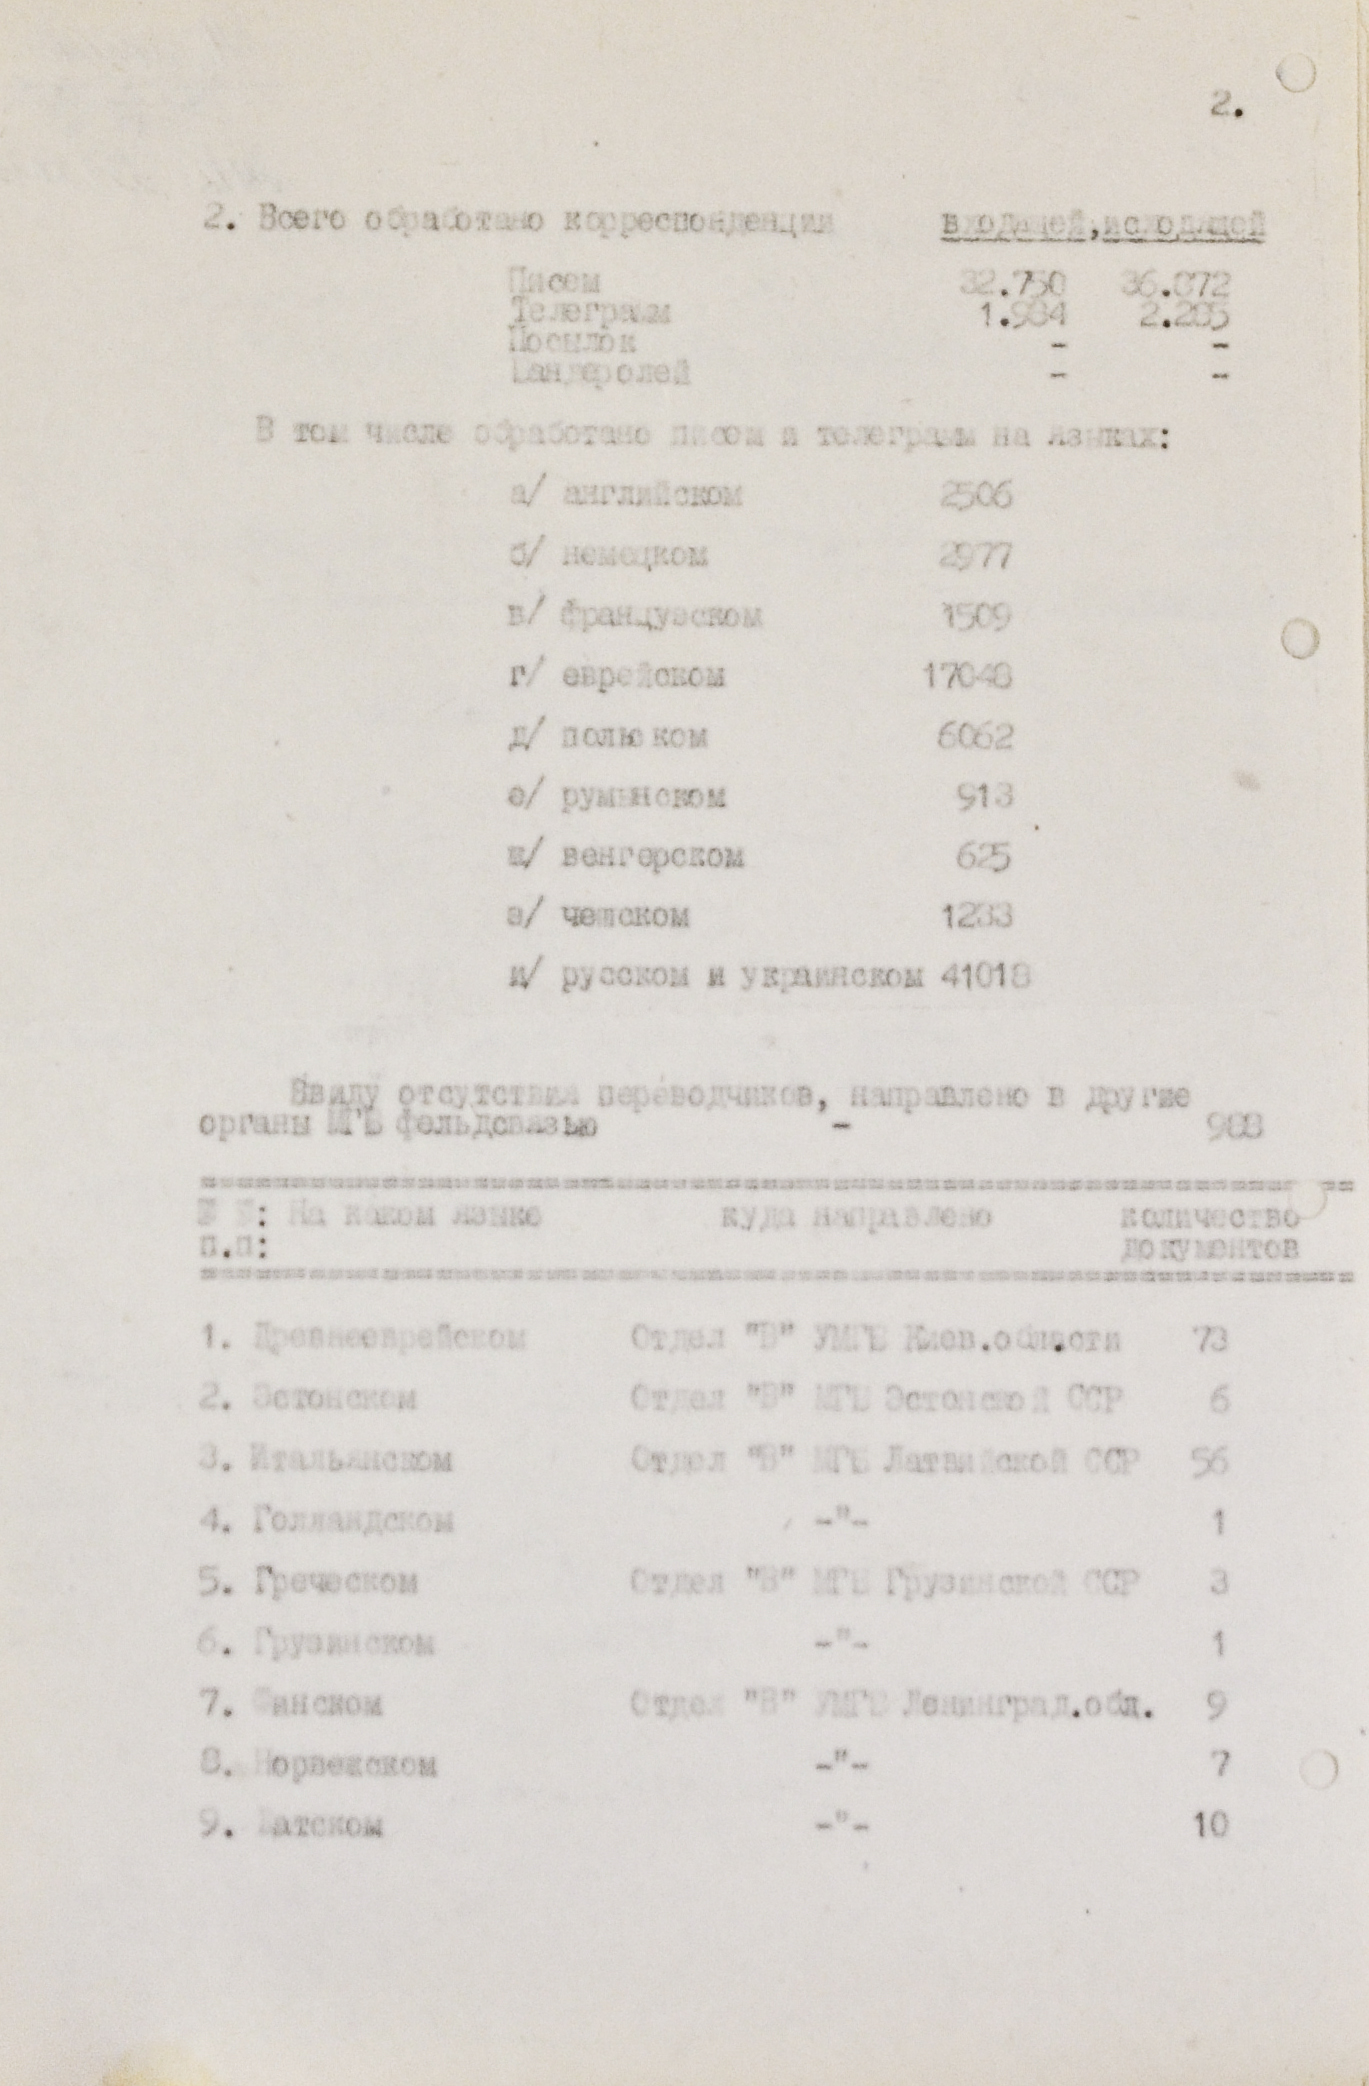 2.
2. Всего обработано корреспонденции входящей,исходящей
Писем 32.750 36.872
Телеграмм 1.984 2.285
Посылок - -
Бандеролей - -
В том числе обработано писем и телеграмм на языках:
а/ английском 2506
б/ немецком 2977
в/ французском 1509
г/ еврейском 17048
д/ польском 6062
е/ румынском 913
ж/ венгерском 625
з/ чешском 1233
и/ русском и украинском 41018
Ввиду отсутствия переводчиков, направлено в другие
органы МГБ фельдсвязью - 988
№ №: На каком языке куда направлено количество
п.п: документов
1. Древнееврейском Отдел "В" УМГБ Киев.области 73
2. Эстонском Отдел "В" МГБ Эстонской ССР 6
3. Итальянском Отдел "В" МГБ Латвийской ССР 56
4. Голландском -"- 1
5. Греческом Отдел "В" МГБ Грузинской ССР 3
6. Грузинском -"- 1
7. Финском Отдел "В" УМГБ Ленинград.обл. 9
8. Норвежском -"- 7
9. Датском -"- 10